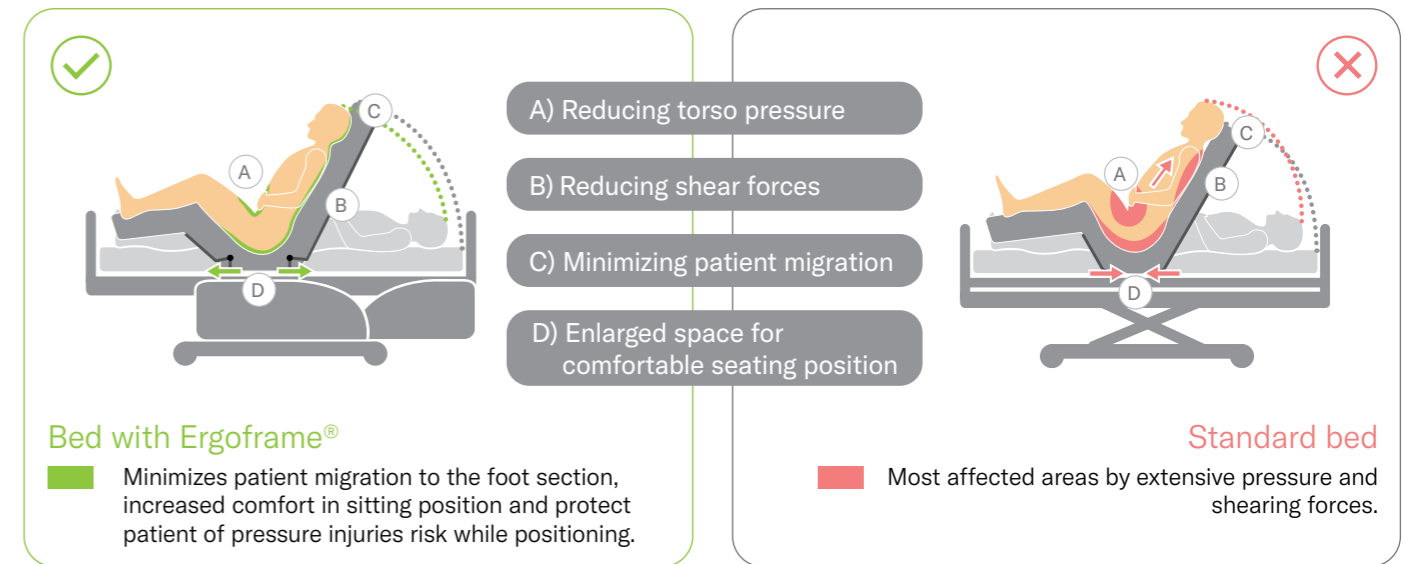 A
B
C
D
A) Reducing torso pressure
B) Reducing shear forces
C) Minimizing patient migration
D) Enlarged space for
comfortable seating position
A
B
C
D
Bed with Ergoframe®
Minimizes patient migration to the foot section,
increased comfort in sitting position and protect
patient of pressure injuries risk while positioning.
Standard bed
Most affected areas by extensive pressure and
shearing forces.